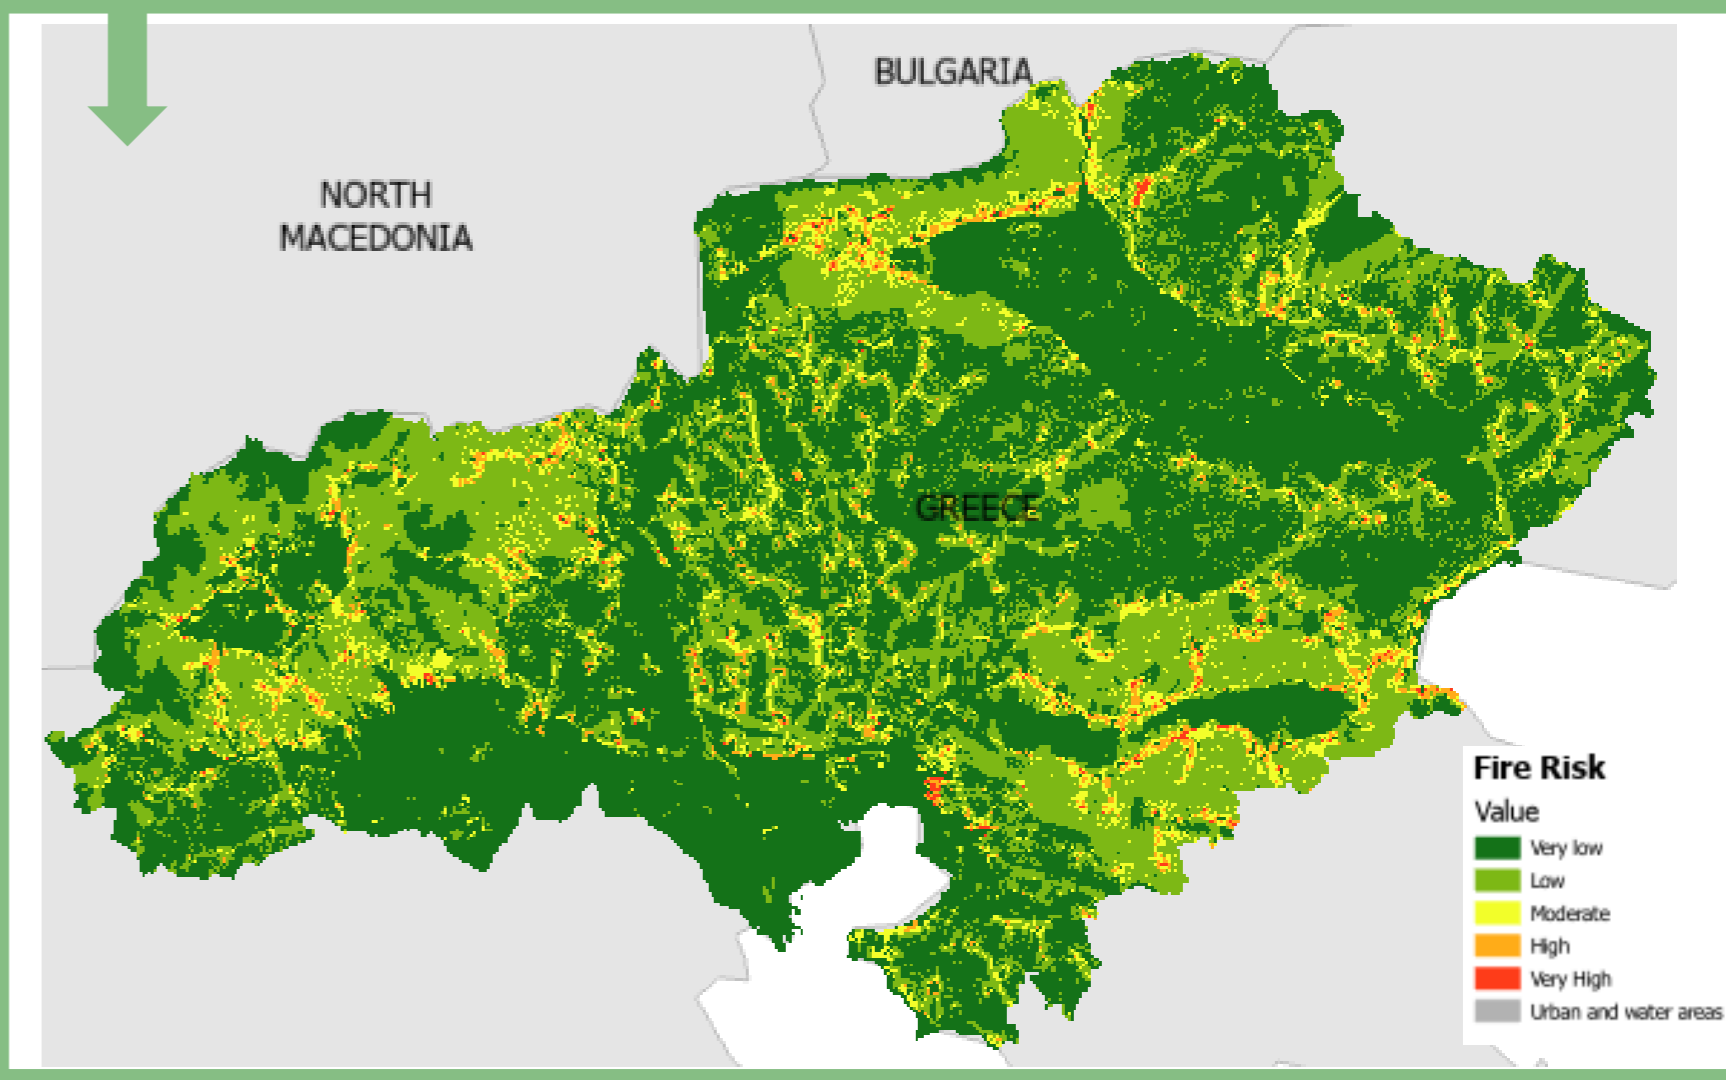 BULGARIA
NORTH
MACEDONIA
GREECE
Fire Risk
Value
Very low
Low
Moderate
High
Very High
Urban and water areas